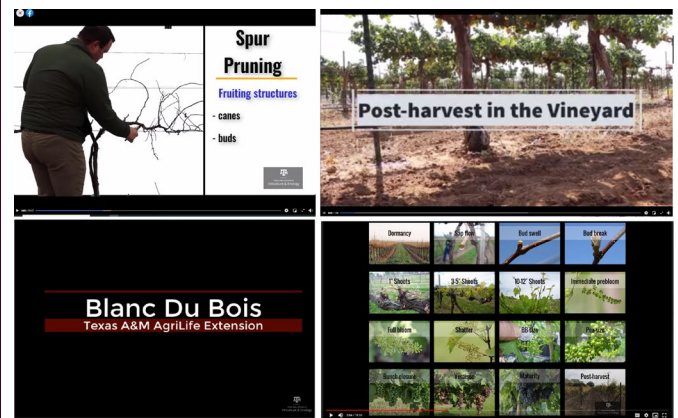 Spur
Pruning
Fruiting structures
- canes
- buds
Post-harvest in the Vineyard
Blanc Du Bois
Texas A&M AgriLife Extension
Dormancy
Sap flow
Bud swell
Bud break
1" Shoots
3-5" Shoots
10-12" Shoots
Immediate prebloom
Full bloom
Shatter
BB size
Pea-size
Bunch closure
Veraison
Maturity
Post-harvest